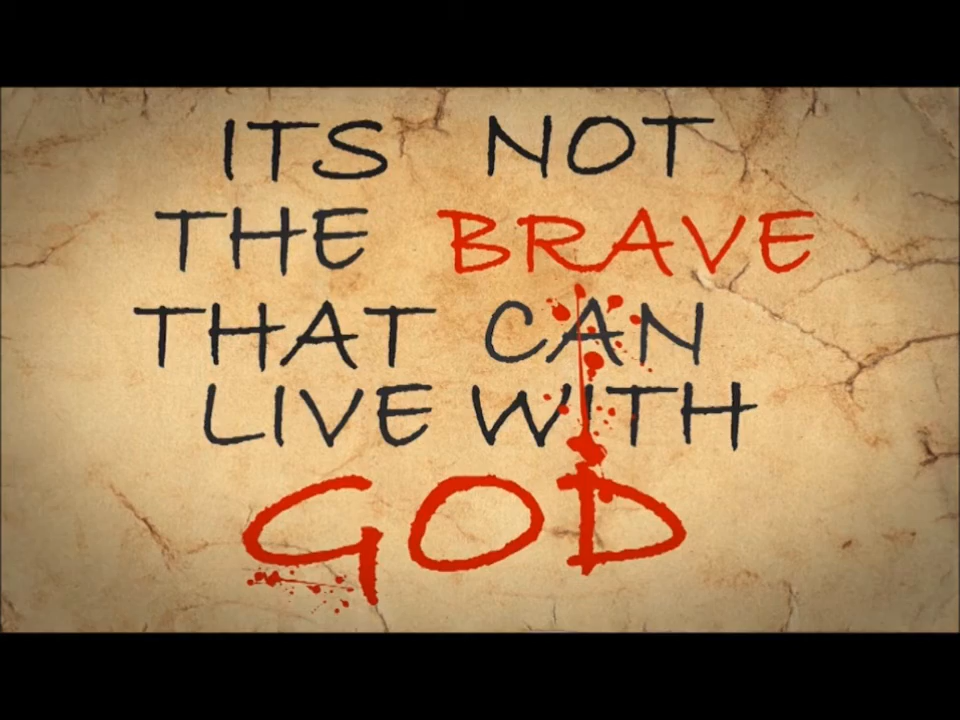 ITS NOT
THE BRAVE
THAT CAN
LIVE WITH
GOD